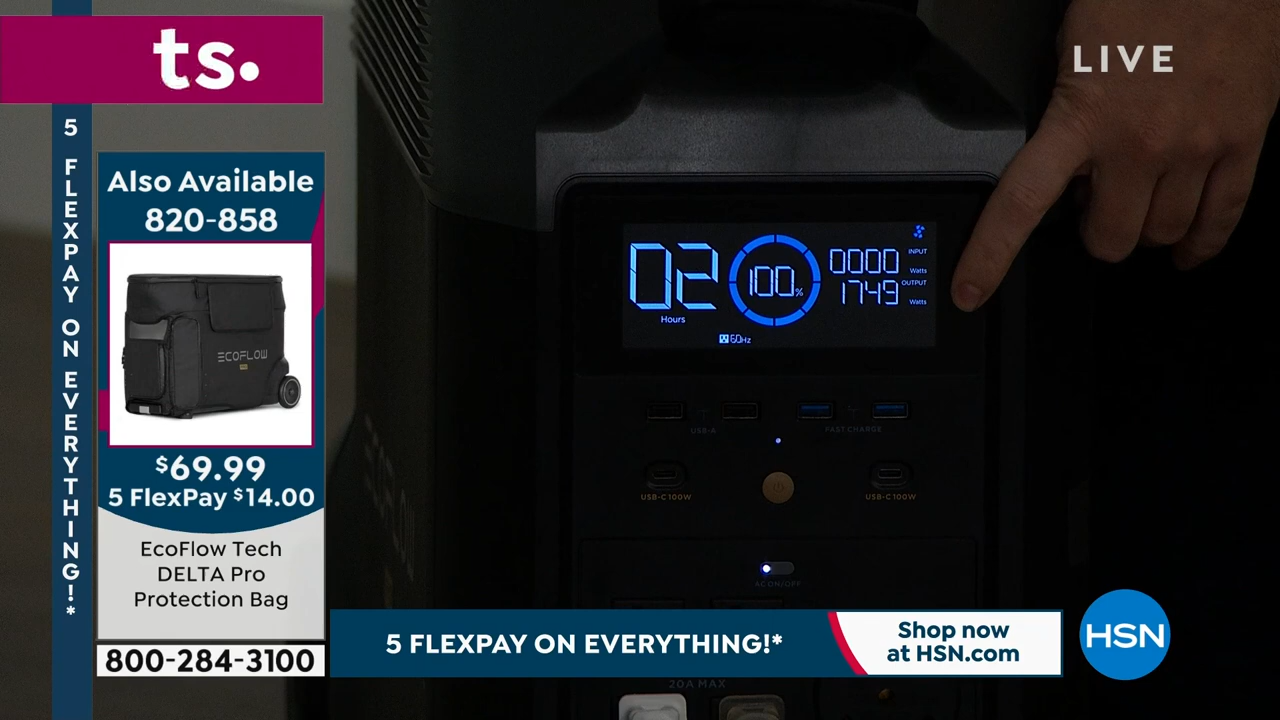 ts.
LIVE
5 FLEXPAY ON EVERYTHING!*
Also Available
820-858
ECOFLOW
$69.99
5 FlexPay $14.00
EcoFlow Tech
DELTA Pro
Protection Bag
800-284-3100
02
Hours
100%
0000
INPUT
Watts
1749
OUTPUT
Watts
60Hz
USB-A
FAST CHARGE
USB-C 100W
USB-C 100W
AC ON/OFF
5 FLEXPAY ON EVERYTHING!*
Shop now
at HSN.com
HSN
20A MAX